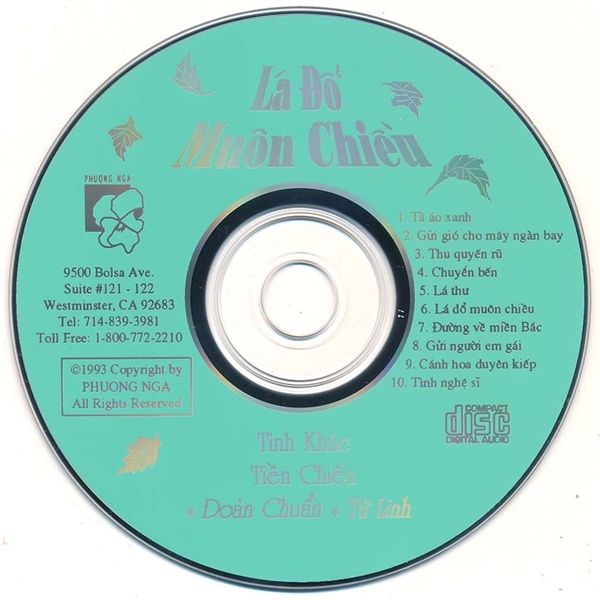 Lá Đổ
Muôn Chiều
PHƯỢNG NGA
9500 Bolsa Ave.
Suite #121 - 122
Westminster, CA 92683
Tel: 714-839-3981
Toll Free: 1-800-772-2210
©1993 Copyright by
PHUONG NGA
All Rights Reserved
1. Tà áo xanh
2. Gửi gió cho mây ngàn bay
3. Thu quyến rũ
4. Chuyển bến
5. Lá thư
6. Lá đổ muôn chiều
7. Đường về miền Bắc
8. Gửi người em gái
9. Cánh hoa duyên kiếp
10. Tình nghệ sĩ
COMPACT
disc
DIGITAL AUDIO
Tình Khúc
Tiền Chiến
* Đoàn Chuẩn * Từ Linh